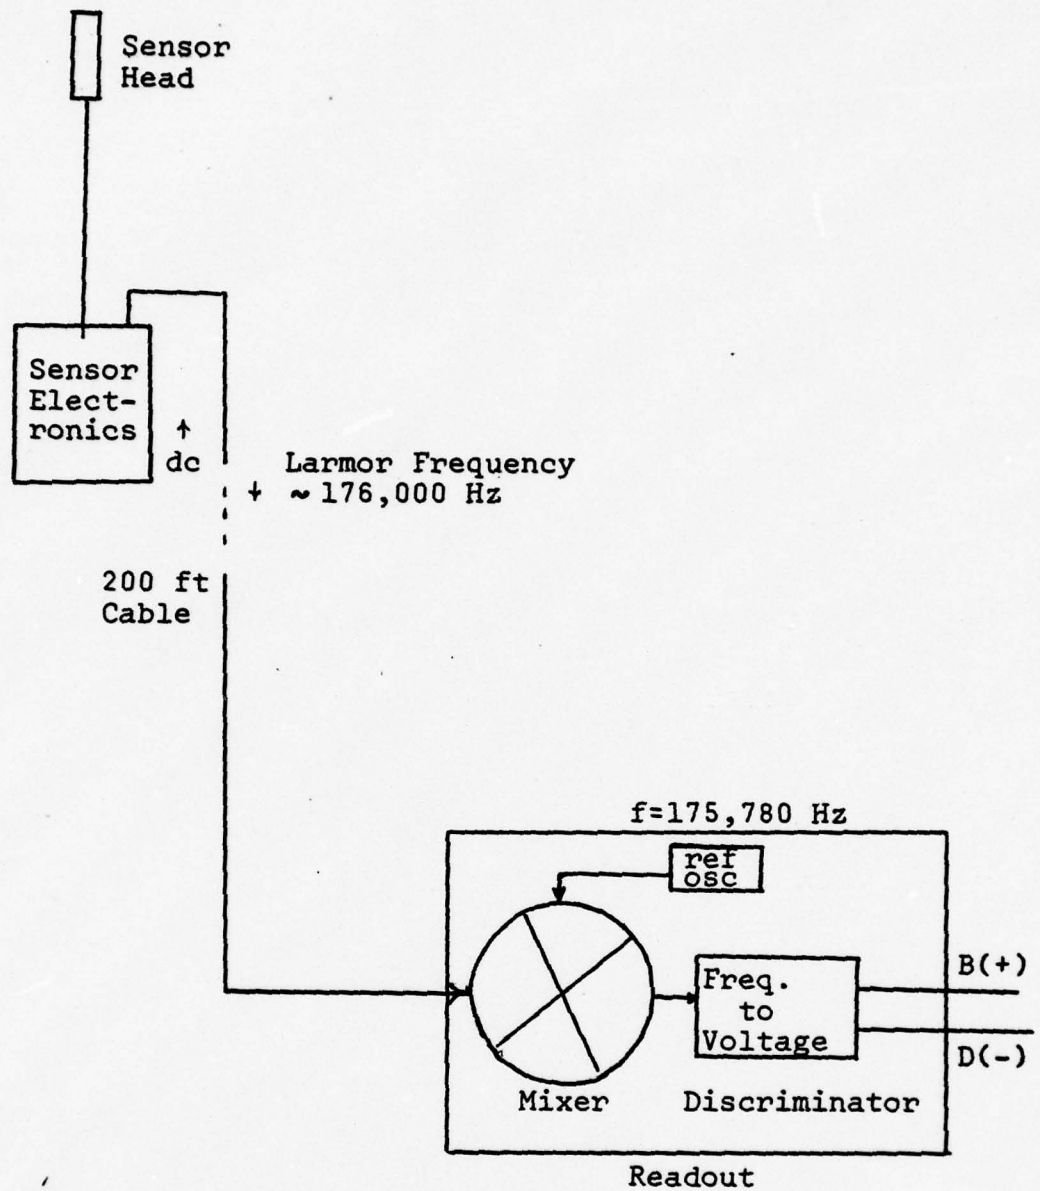 Sensor
Head
Sensor
Elect-
ronics
↑
dc
Larmor Frequency
↓ ~ 176,000 Hz
200 ft
Cable
f=175,780 Hz
ref
osc
Freq.
to
Voltage
B(+)
D(-)
Mixer
Discriminator
Readout